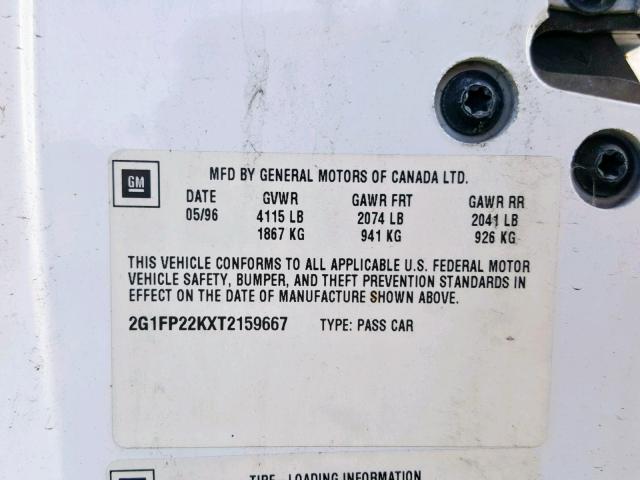 GM MFD BY GENERAL MOTORS OF CANADA LTD.
DATE GVWR GAWR FRT GAWR RR
05/96 4115 LB 2074 LB 2041 LB
1867 KG 941 KG 926 KG
THIS VEHICLE CONFORMS TO ALL APPLICABLE U.S. FEDERAL MOTOR
VEHICLE SAFETY, BUMPER, AND THEFT PREVENTION STANDARDS IN
EFFECT ON THE DATE OF MANUFACTURE SHOWN ABOVE.
2G1FP22KXT2159667 TYPE: PASS CAR
TIRE - LOADING INFORMATION